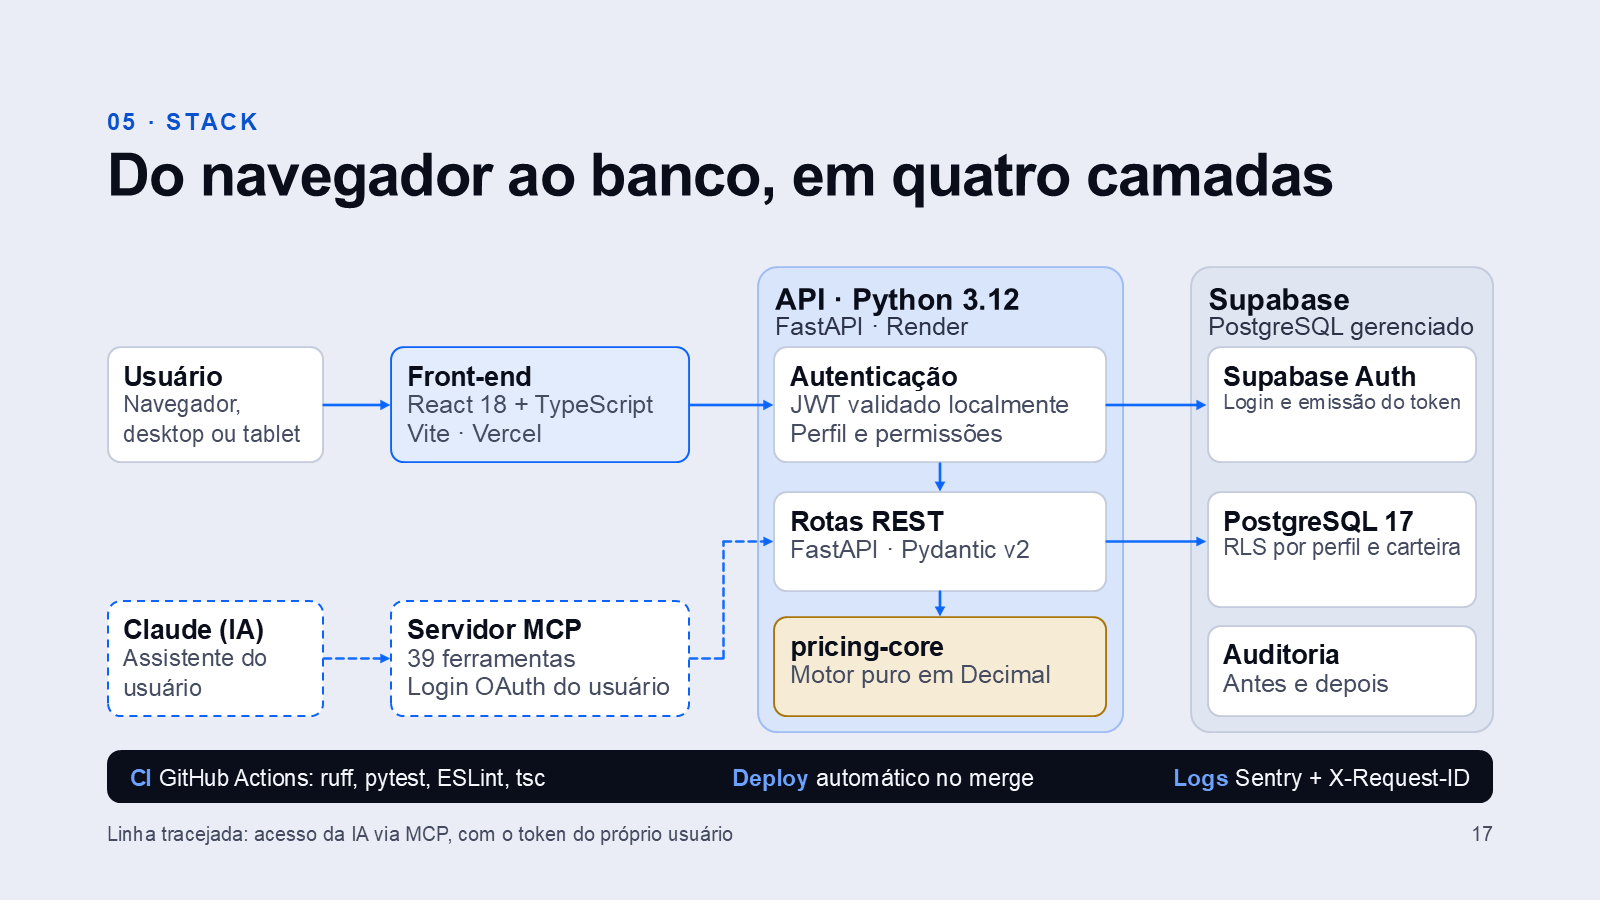 05 · STACK
Do navegador ao banco, em quatro camadas
Usuário
Navegador,
desktop ou tablet
Front-end
React 18 + TypeScript
Vite · Vercel
API · Python 3.12
FastAPI · Render
Autenticação
JWT validado localmente
Perfil e permissões
Rotas REST
FastAPI · Pydantic v2
pricing-core
Motor puro em Decimal
Supabase
PostgreSQL gerenciado
Supabase Auth
Login e emissão do token
PostgreSQL 17
RLS por perfil e carteira
Auditoria
Antes e depois
Claude (IA)
Assistente do
usuário
Servidor MCP
39 ferramentas
Login OAuth do usuário
CI GitHub Actions: ruff, pytest, ESLint, tsc
Deploy automático no merge
Logs Sentry + X-Request-ID
Linha tracejada: acesso da IA via MCP, com o token do próprio usuário
17